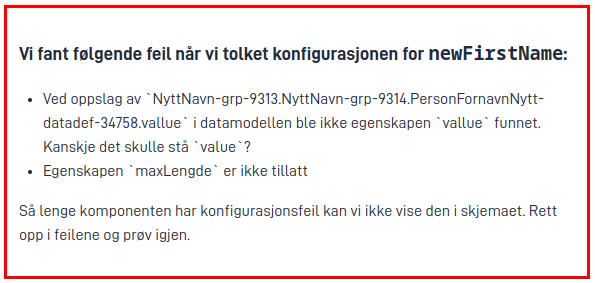 Vi fant følgende feil når vi tolket konfigurasjonen for newFirstName:
• Ved oppslag av `NyttNavn-grp-9313.NyttNavn-grp-9314.PersonFornavnNytt-
datadef-34758.vallue` i datamodellen ble ikke egenskapen `vallue` funnet.
Kanskje det skulle stå `value`?
• Egenskapen `maxLengde` er ikke tillatt
Så lenge komponenten har konfigurasjonsfeil kan vi ikke vise den i skjemaet. Rett
opp i feilene og prøv igjen.